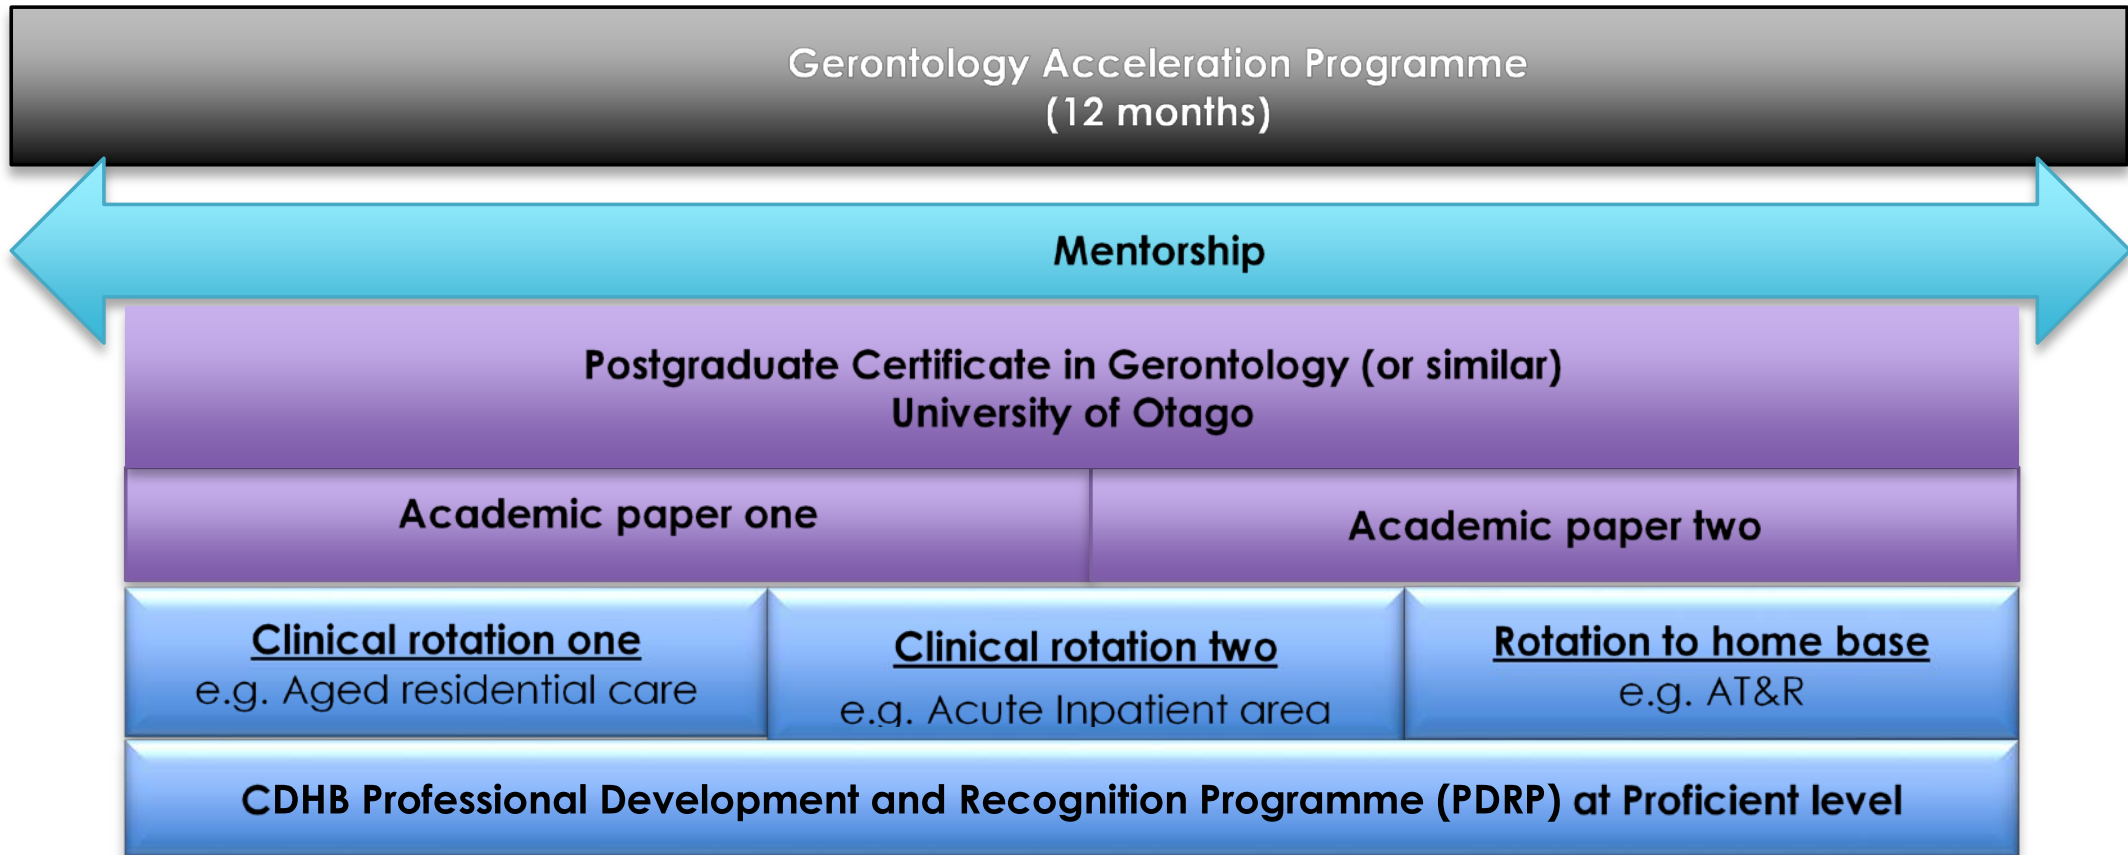 Gerontology Acceleration Programme
(12 months)
Mentorship
Postgraduate Certificate in Gerontology (or similar)
University of Otago
Academic paper one
Academic paper two
Clinical rotation one
e.g. Aged residential care
Clinical rotation two
e.g. Acute Inpatient area
Rotation to home base
e.g. AT&R
CDHB Professional Development and Recognition Programme (PDRP) at Proficient level